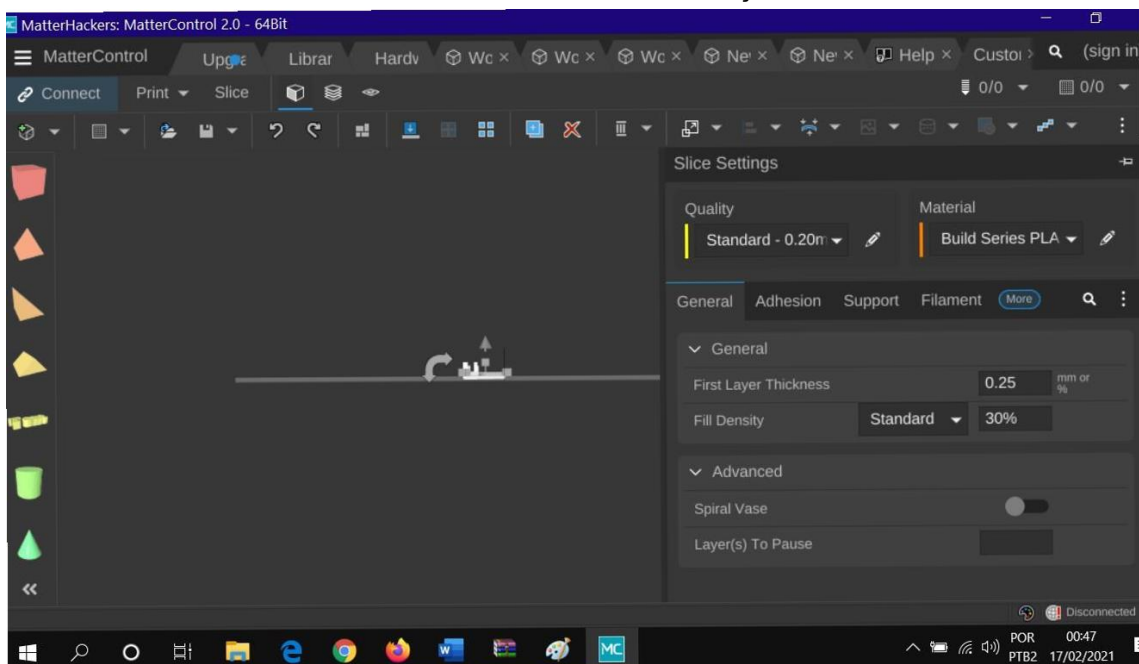 MatterHackers: MatterControl 2.0 - 64Bit
MatterControl Upgra Librar Hardv Wc × Wc × Wc × Ne × Ne × Help × Custor × (sign in
Connect Print Slice 0/0 0/0
Slice Settings
Quality Material
Standard - 0.20m Build Series PLA
General Adhesion Support Filament More
General
First Layer Thickness 0.25 mm or %
Fill Density Standard 30%
Advanced
Spiral Vase
Layer(s) To Pause
Disconnected
MC
POR 00:47
PTB2 17/02/2021